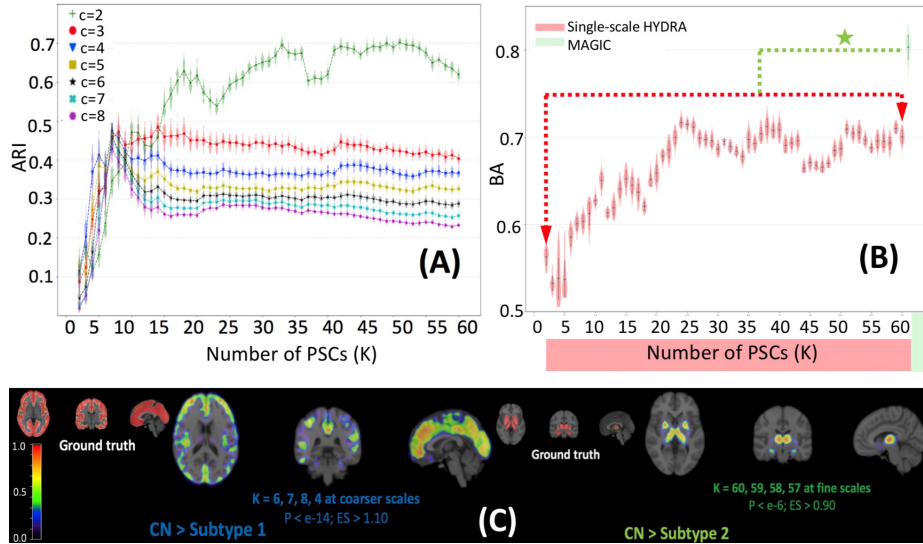 (A)
ARI
0.7
0.6
0.5
0.4
0.3
0.2
0.1
c=2
c=3
c=4
c=5
c=6
c=7
c=8
0 5 10 15 20 25 30 35 40 45 50 55 60
Number of PSCs (K)
(B)
BA
0.8
0.7
0.6
0.5
Single-scale HYDRA
MAGIC
0 5 10 15 20 25 30 35 40 45 50 55 60
Number of PSCs (K)
(C)
1.0
0.5
0.0
Ground truth
K = 6, 7, 8, 4 at coarser scales
P < e-14; ES > 1.10
CN > Subtype 1
Ground truth
K = 60, 59, 58, 57 at fine scales
P < e-6; ES > 0.90
CN > Subtype 2